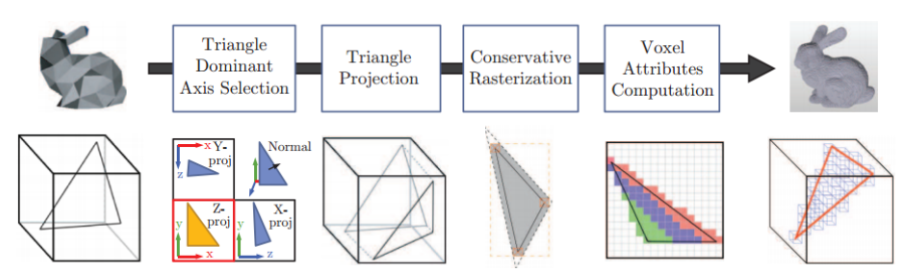 Triangle
Dominant
Axis Selection
Triangle
Projection
Conservative
Rasterization
Voxel
Attributes
Computation
x Y-
proj
z
Normal
Z-
proj
y
x
X-
proj
y
z